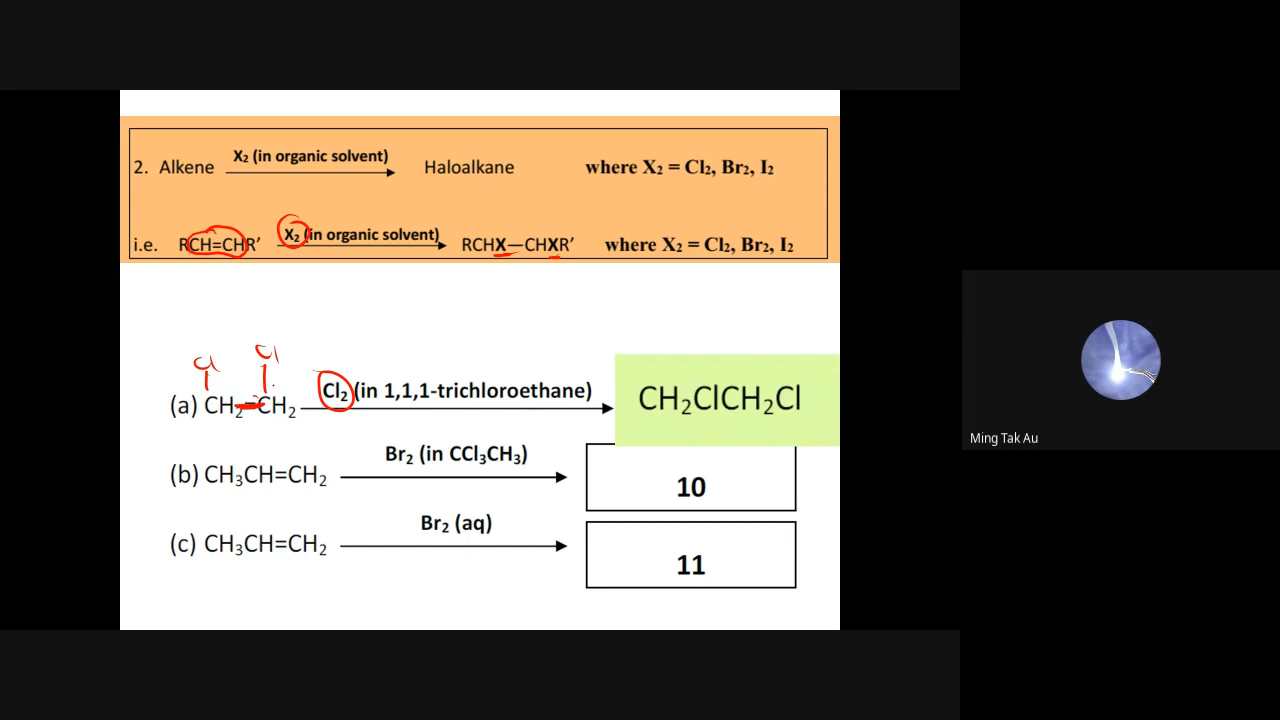 2. Alkene X₂ (in organic solvent) Haloalkane where X₂ = Cl₂, Br₂, I₂
i.e. RCH=CHR’ X₂ (in organic solvent) RCHX—CHXR’ where X₂ = Cl₂, Br₂, I₂
Cl Cl
(a) CH₂=CH₂ Cl₂ (in 1,1,1-trichloroethane) CH₂ClCH₂Cl
(b) CH₃CH=CH₂ Br₂ (in CCl₃CH₃) 10
(c) CH₃CH=CH₂ Br₂ (aq) 11
Ming Tak Au